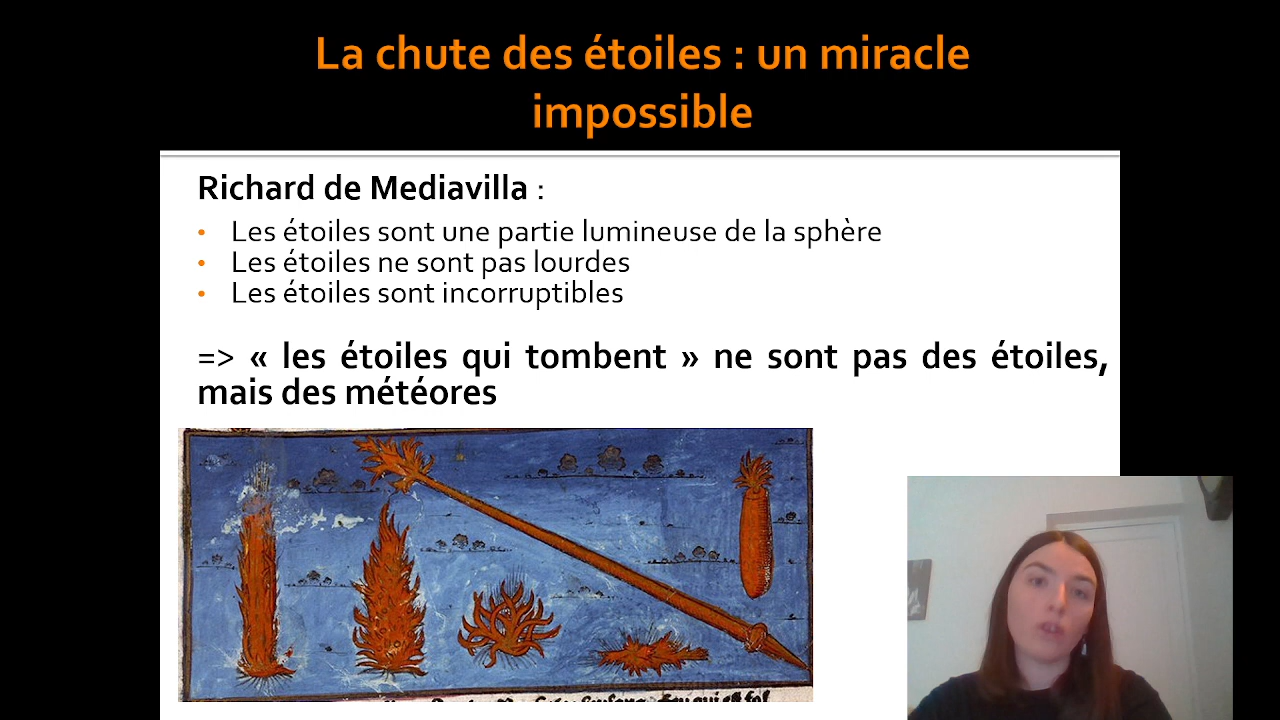 La chute des étoiles : un miracle
impossible
Richard de Mediavilla :
• Les étoiles sont une partie lumineuse de la sphère
• Les étoiles ne sont pas lourdes
• Les étoiles sont incorruptibles
=> « les étoiles qui tombent » ne sont pas des étoiles,
mais des météores